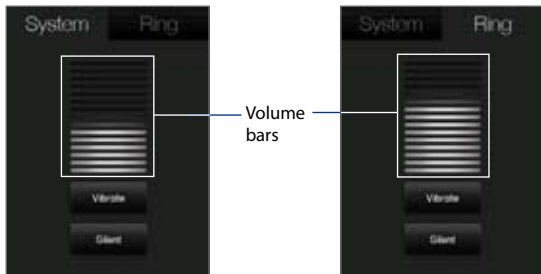 System Ring
Vibrate
Silent
Volume
bars
System Ring
Vibrate
Silent